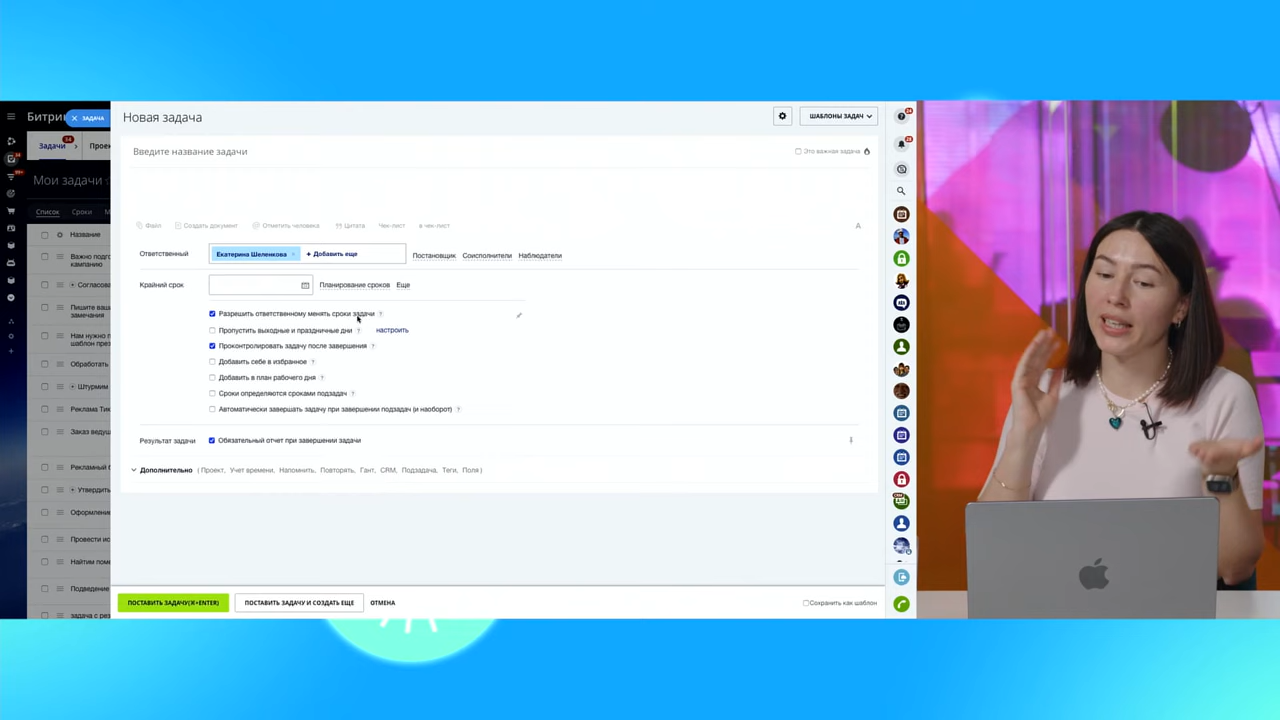 Битри
ЗАДАЧА
Новая задача
ШАБЛОНЫ ЗАДАЧ
Задачи
Проек
Введите название задачи
Это важная задача
Мои задачи
Список
Сроки
М
Файл
Создать документ
Отметить человека
Цитата
Чек-лист
в чек-лист
A
Название
Ответственный
Екатерина Шеленкова
+ Добавить еще
Постановщик
Соисполнители
Наблюдатели
Важно подго
кампанию
Крайний срок
Планирование сроков
Еще
Согласова
Пишите ваш
замечания
Разрешить ответственному менять сроки задачи ?
Пропустить выходные и праздничные дни ?
настроить
Нам нужно п
шаблон през
Проконтролировать задачу после завершения ?
Добавить себе в избранное ?
Обработать
Добавить в план рабочего дня ?
Штурмим
Сроки определяются сроками подзадач ?
Реклама Тик
Автоматически завершать задачу при завершении подзадач (и наоборот) ?
Заказ ведущ
Результат задачи
Обязательный отчет при завершении задачи
Рекламный б
Дополнительно
( Проект, Учет времени, Напомнить, Повторять, Гант, CRM, Подзадача, Теги, Поля )
Утвердить
Оформление
Провести ис
Найтим поме
Подведение
задача с рез
ПОСТАВИТЬ ЗАДАЧУ(⌘+ENTER)
ПОСТАВИТЬ ЗАДАЧУ И СОЗДАТЬ ЕЩЕ
ОТМЕНА
Сохранить как шаблон